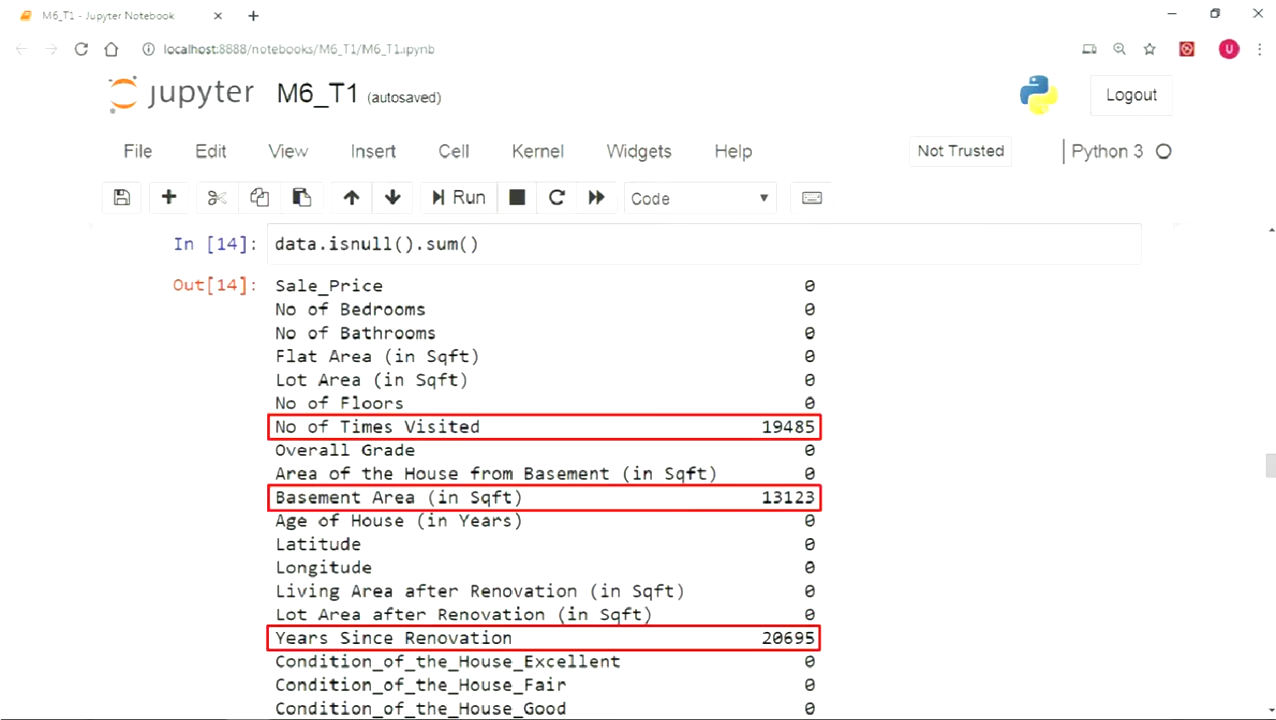 M6_T1 - Jupyter Notebook
localhost:8888/notebooks/M6_T1/M6_T1.ipynb
U
jupyter M6_T1 (autosaved)
Logout
File Edit View Insert Cell Kernel Widgets Help Not Trusted Python 3
Run Code
In [14]: data.isnull().sum()
Out[14]: Sale_Price 0
No of Bedrooms 0
No of Bathrooms 0
Flat Area (in Sqft) 0
Lot Area (in Sqft) 0
No of Floors 0
No of Times Visited 19485
Overall Grade 0
Area of the House from Basement (in Sqft) 0
Basement Area (in Sqft) 13123
Age of House (in Years) 0
Latitude 0
Longitude 0
Living Area after Renovation (in Sqft) 0
Lot Area after Renovation (in Sqft) 0
Years Since Renovation 20695
Condition_of_the_House_Excellent 0
Condition_of_the_House_Fair 0
Condition_of_the_House_Good 0